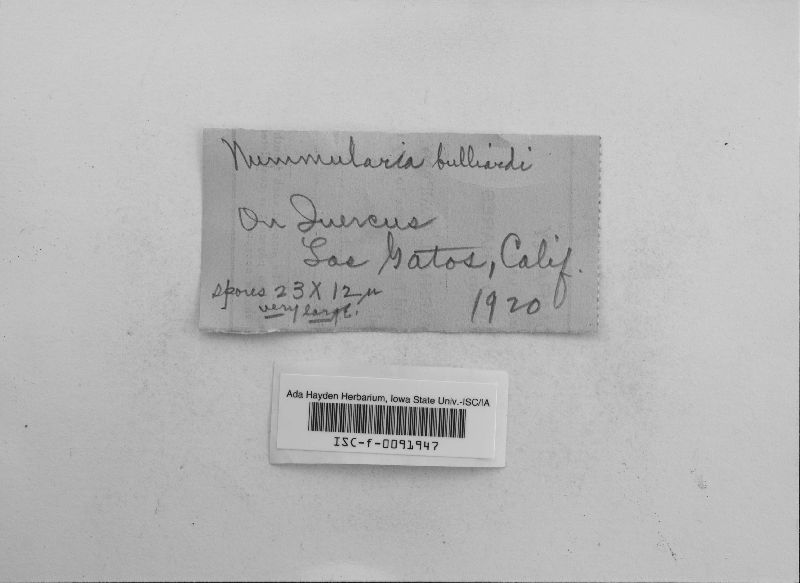 Nummularia bulliardi
On Quercus
Los Gatos, Calif.
spores 23 X 12 µ
very large.
1920
Ada Hayden Herbarium, Iowa State Univ.-ISC/IA
ISC-f-0091947